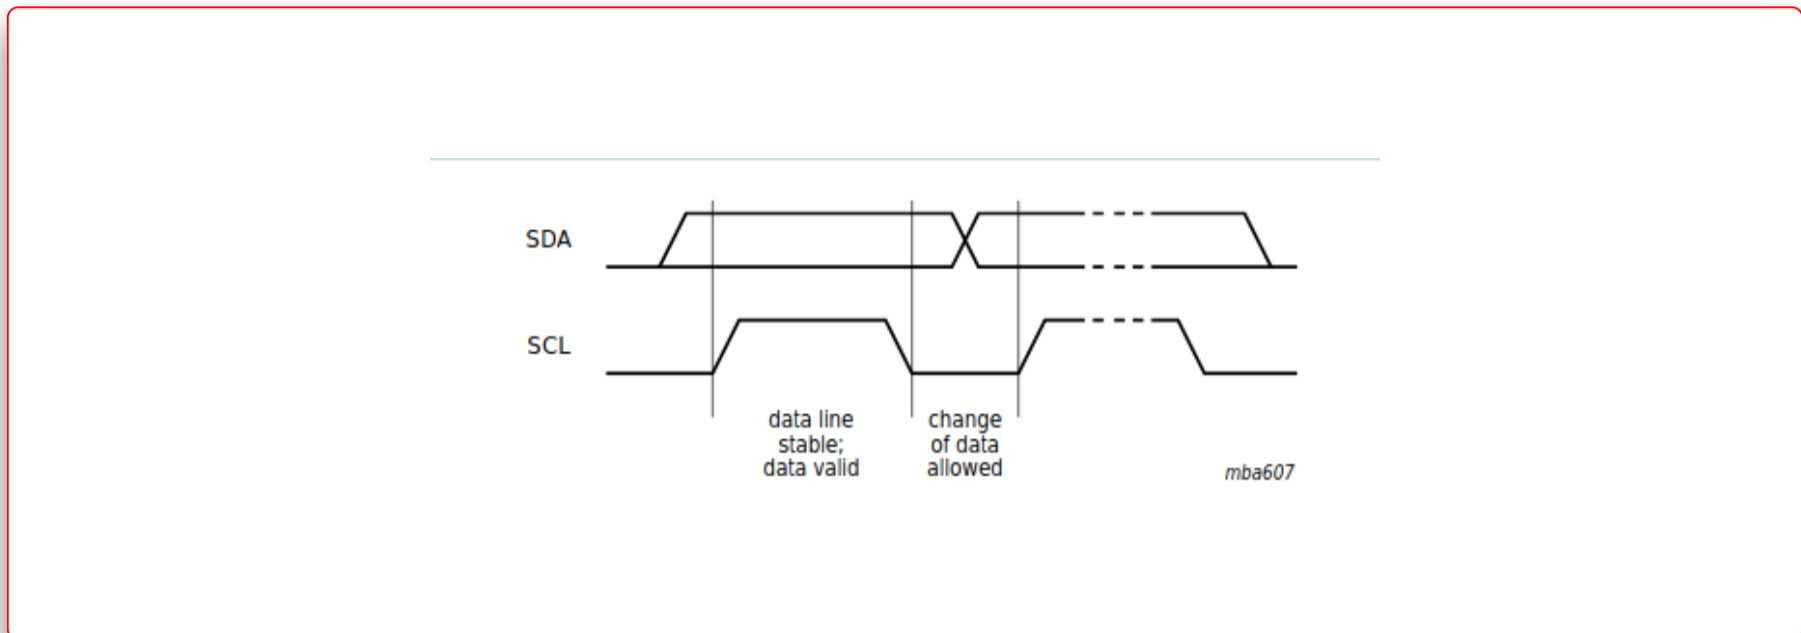 SDA
SCL
data line
stable;
data valid
change
of data
allowed
mba607